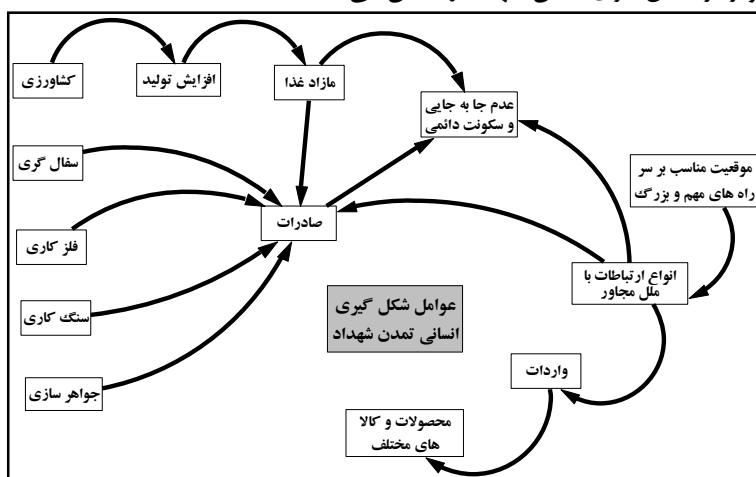 کشاورزی
افزایش تولید
مازاد غذا
عدم جا به جایی
و سکونت دائمی
سفال گری
موقعیت مناسب بر سر
راه های مهم و بزرگ
فلز کاری
صادرات
انواع ارتباطات با
ملل مجاور
سنگ کاری
عوامل شکل گیری
انسانی تمدن شهداد
واردات
جواهر سازی
محصولات و کالا
های مختلف